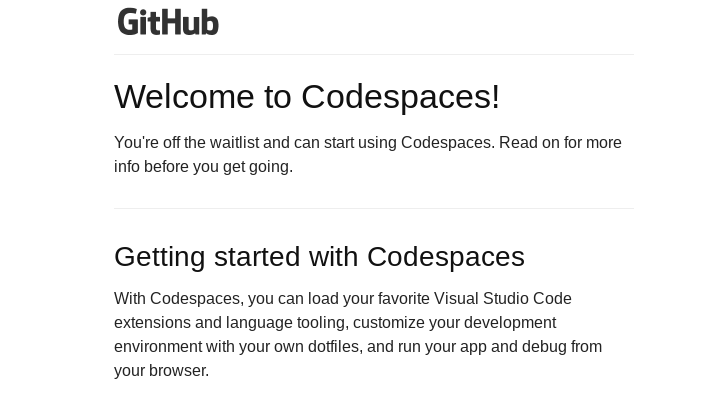 GitHub
Welcome to Codespaces!
You're off the waitlist and can start using Codespaces. Read on for more
info before you get going.
Getting started with Codespaces
With Codespaces, you can load your favorite Visual Studio Code
extensions and language tooling, customize your development
environment with your own dotfiles, and run your app and debug from
your browser.